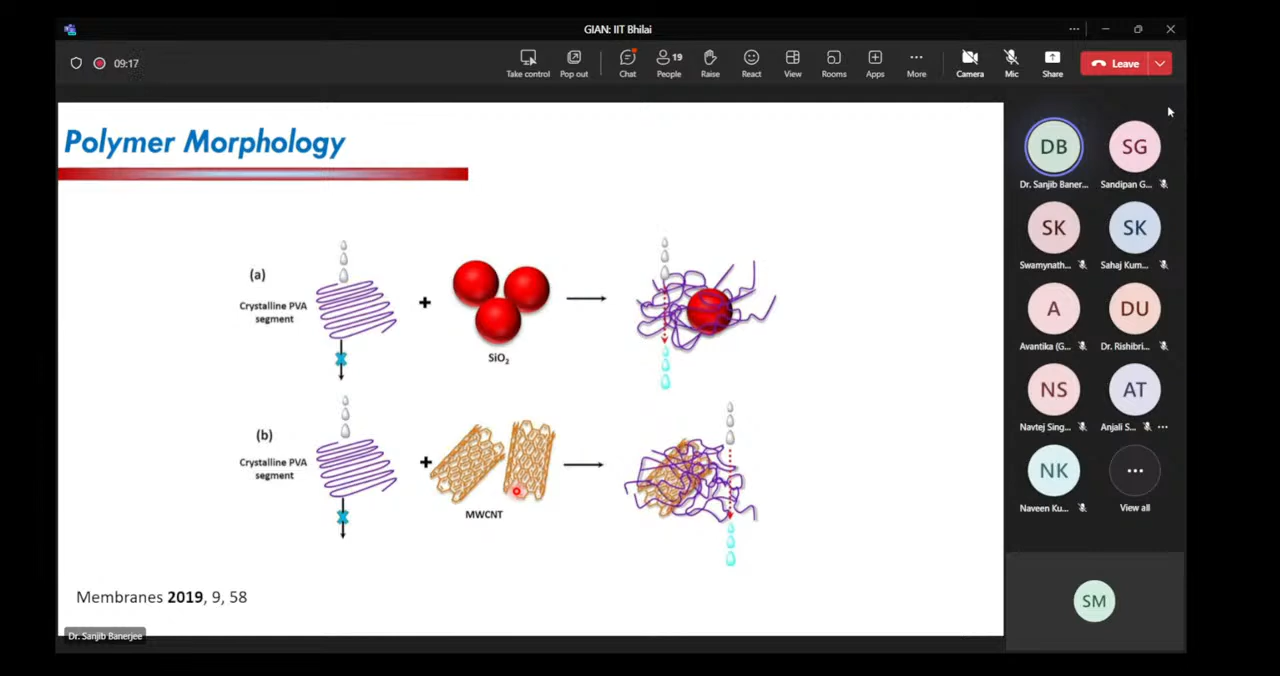 GIAN: IIT Bhilai
09:17
Take control
Pop out
Chat
19
People
Raise
React
View
Rooms
Apps
More
Camera
Mic
Share
Leave
Polymer Morphology
(a)
Crystalline PVA
segment
+
SiO₂
(b)
Crystalline PVA
segment
+
MWCNT
Membranes 2019, 9, 58
Dr. Sanjib Banerjee
DB
Dr. Sanjib Baner...
SG
Sandipan G...
SK
Swamynath...
SK
Sahaj Kum...
A
Avantika (G...
DU
Dr. Rishibri...
NS
Navtej Sing...
AT
Anjali S...
NK
Naveen Ku...
View all
SM